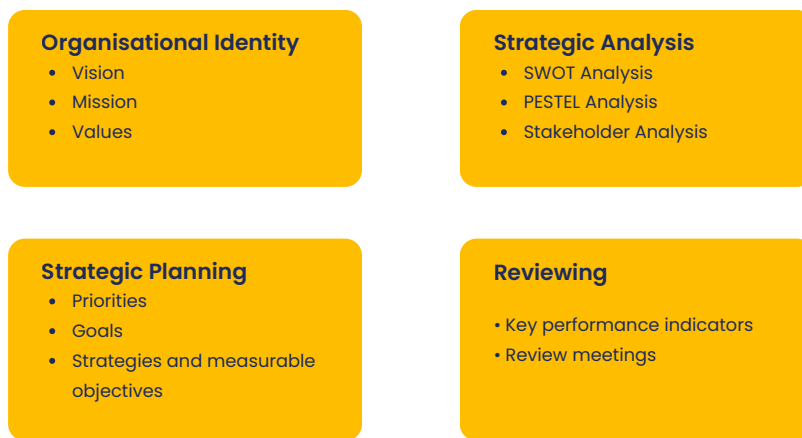 Organisational Identity
• Vision
• Mission
• Values
Strategic Analysis
• SWOT Analysis
• PESTEL Analysis
• Stakeholder Analysis
Strategic Planning
• Priorities
• Goals
• Strategies and measurable
objectives
Reviewing
• Key performance indicators
• Review meetings